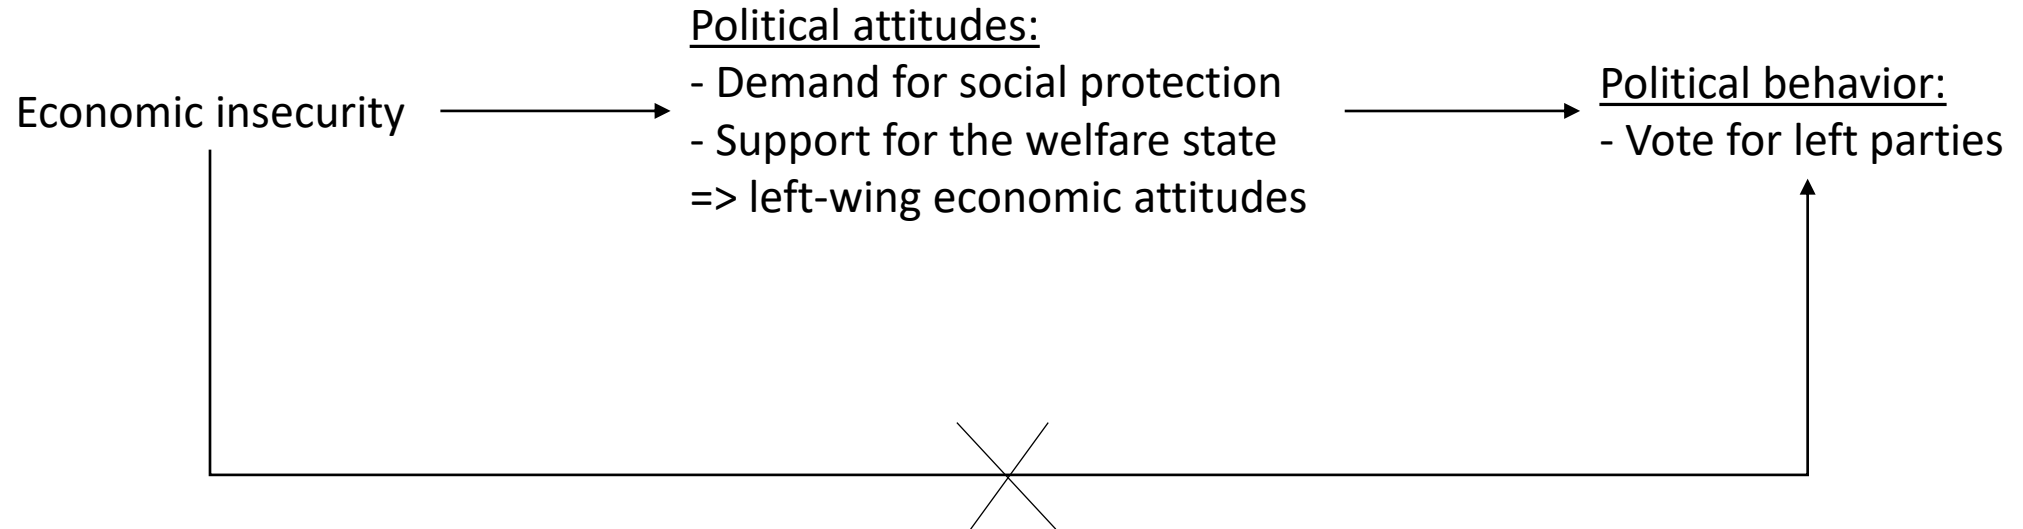 Economic insecurity
Political attitudes:
- Demand for social protection
- Support for the welfare state
=> left-wing economic attitudes
Political behavior:
- Vote for left parties